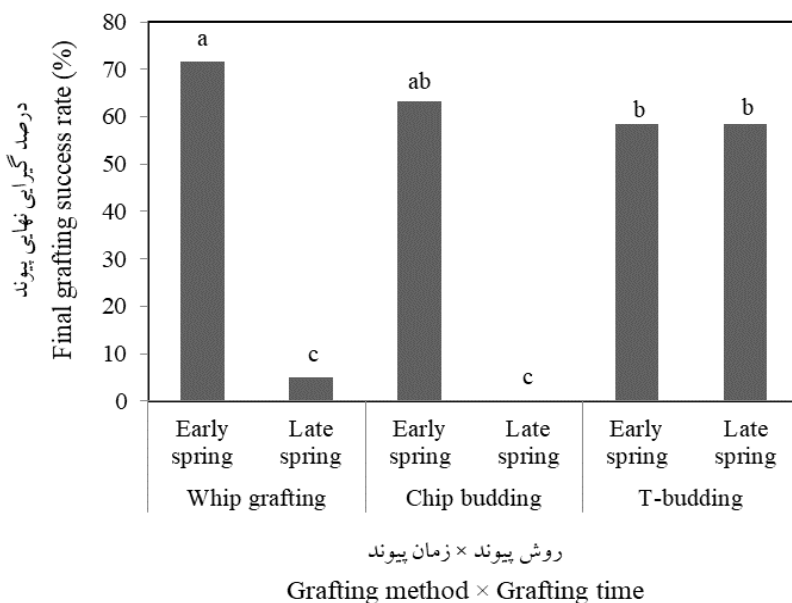 درصد گیرایی نهایی پیوند
Final grafting success rate (%)
80
70
60
50
40
30
20
10
0
a
c
ab
c
b
b
Early spring
Late spring
Early spring
Late spring
Early spring
Late spring
Whip grafting
Chip budding
T-budding
روش پیوند × زمان پیوند
Grafting method × Grafting time